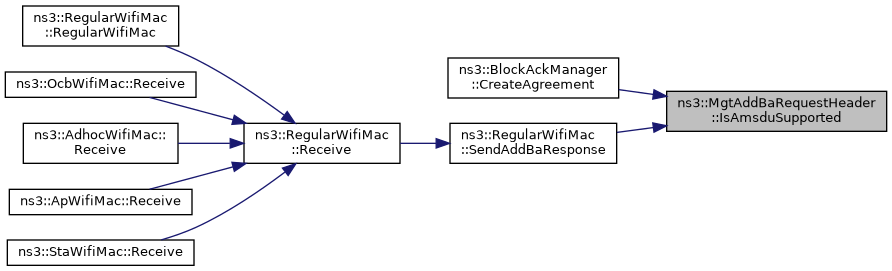 ns3::RegularWifiMac
::RegularWifiMac
ns3::OcbWifiMac::Receive
ns3::AdhocWifiMac::
Receive
ns3::ApWifiMac::Receive
ns3::StaWifiMac::Receive
ns3::RegularWifiMac
::Receive
ns3::BlockAckManager
::CreateAgreement
ns3::RegularWifiMac
::SendAddBaResponse
ns3::MgtAddBaRequestHeader
::IsAmsduSupported